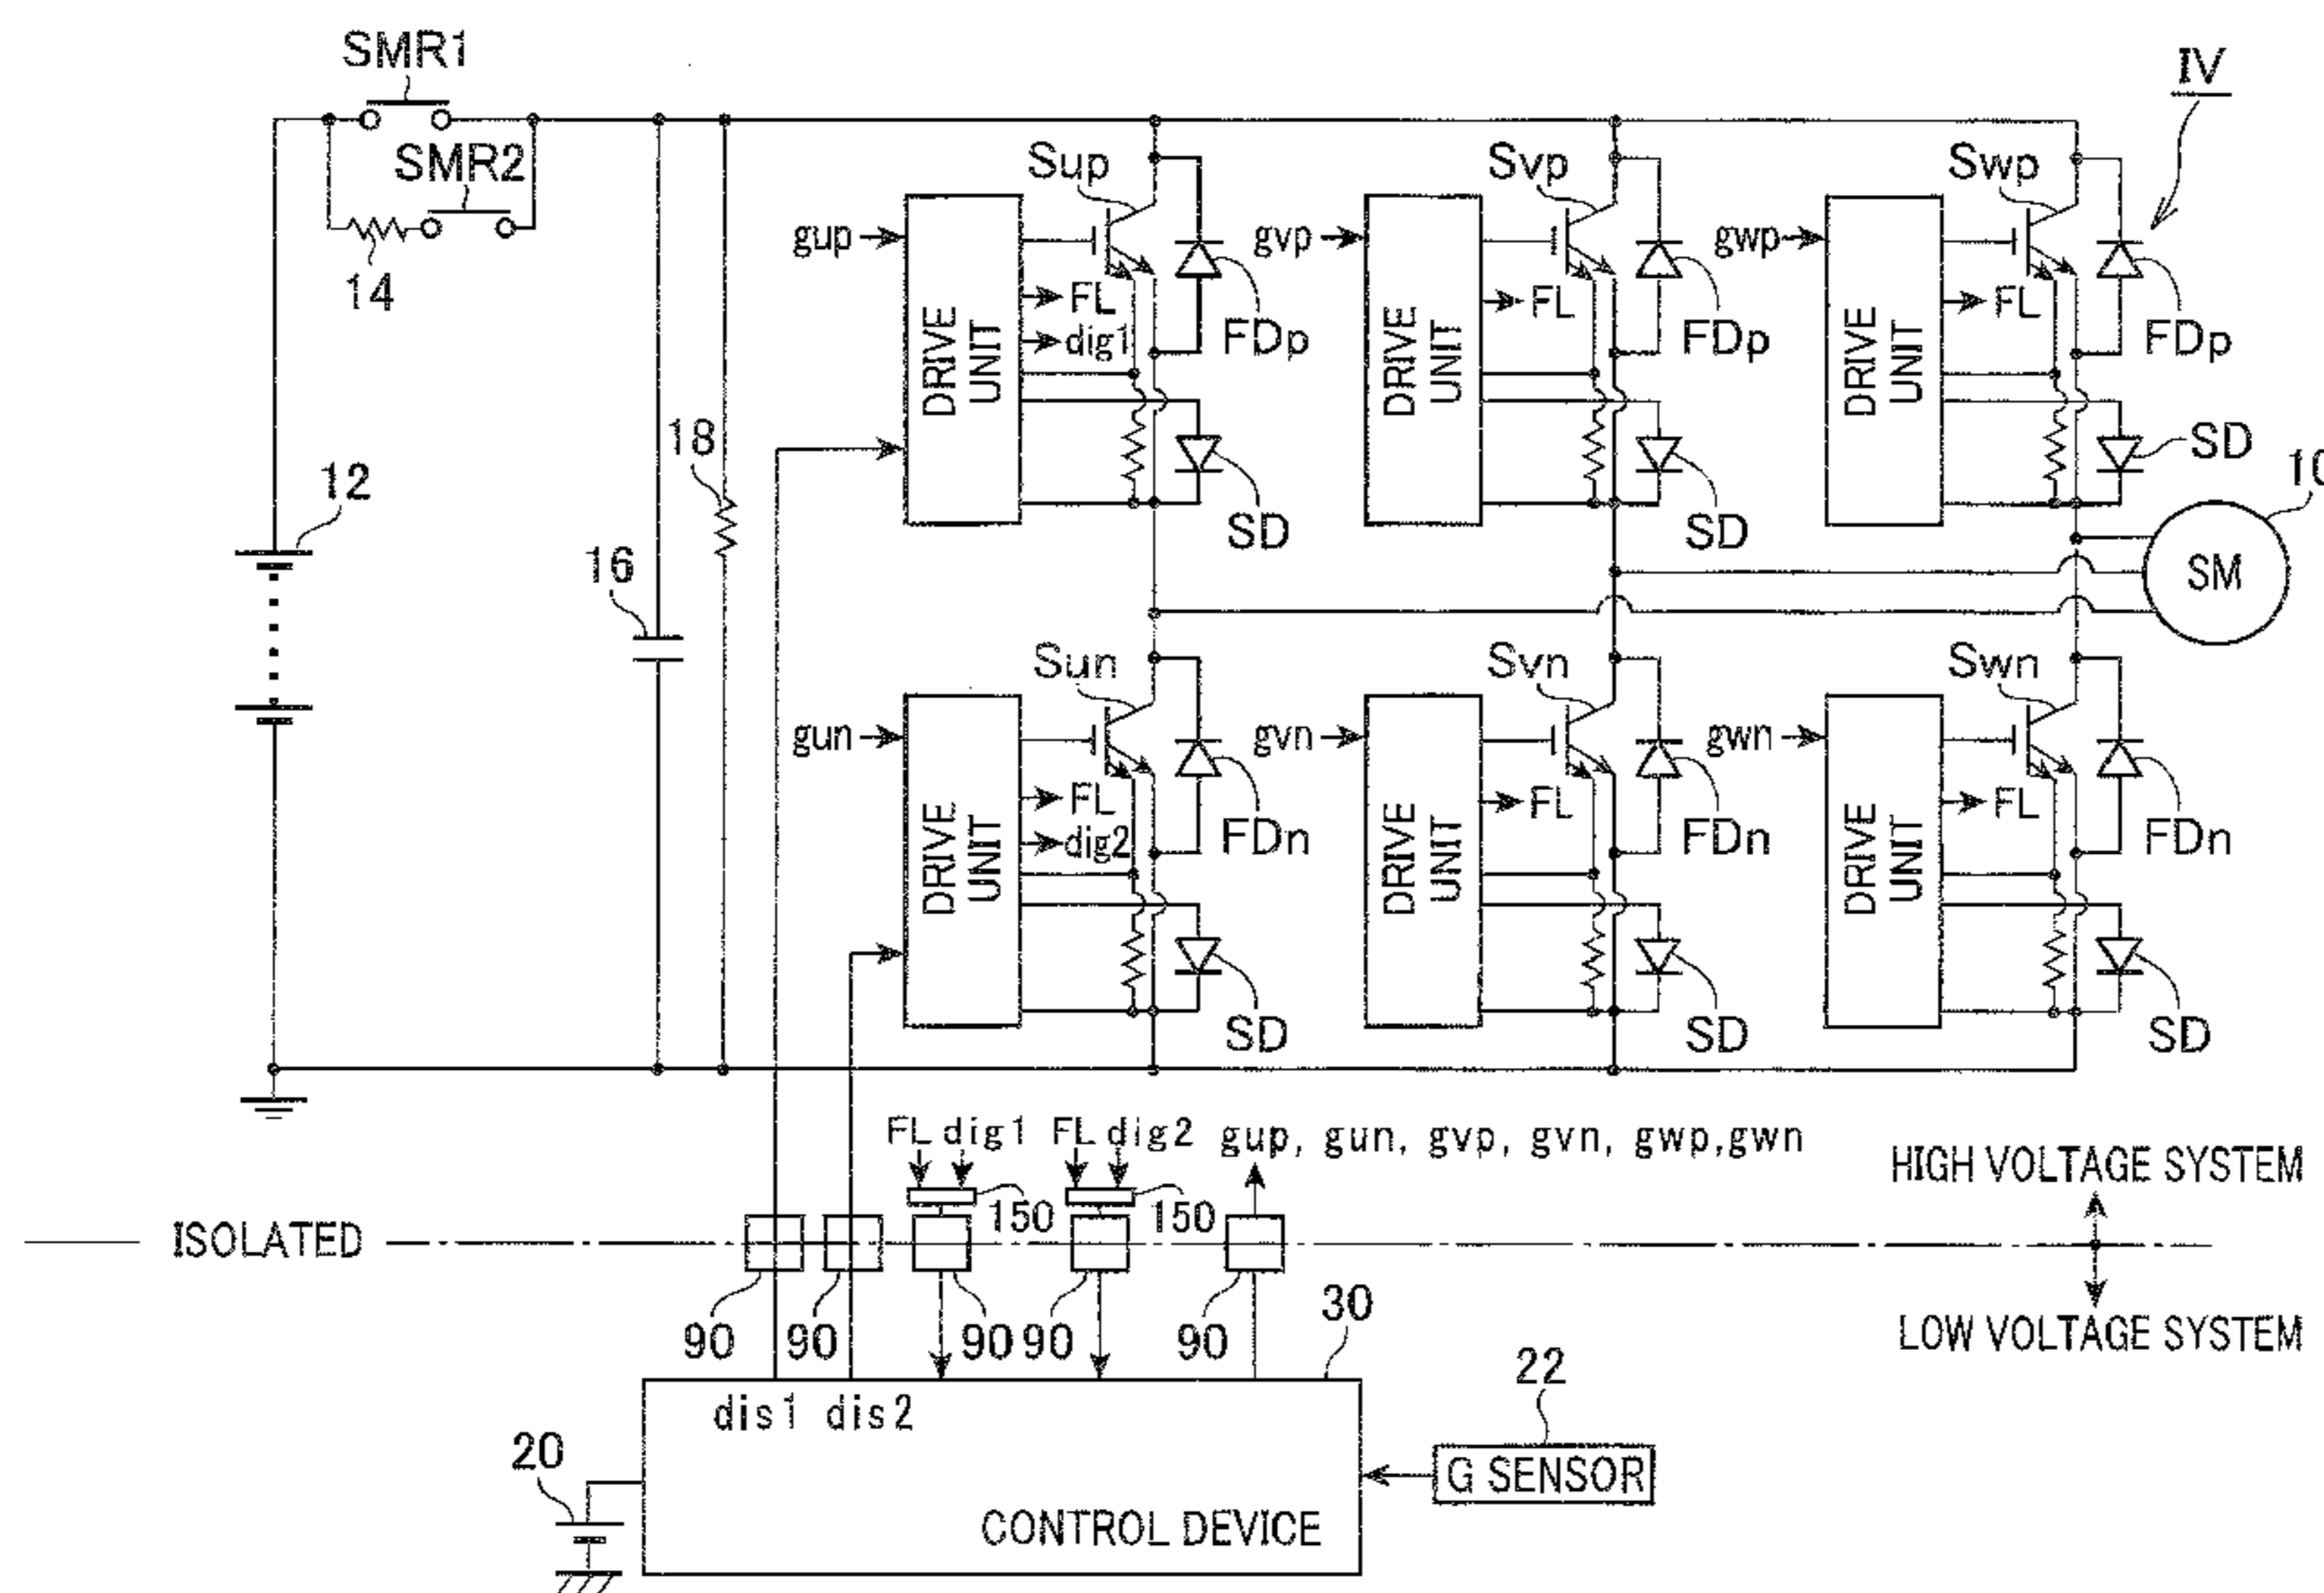 SMR1
IV
SMR2
Sup
Svp
Swp
gup
gvp
gwp
14
FL
FL
FL
dig1
FDp
FDp
FDp
DRIVE UNIT
DRIVE UNIT
DRIVE UNIT
18
SD
10
12
SD
SD
16
SM
Sun
Svn
Swn
gun
gvn
gwn
FL
FL
FL
dig2
FDn
FDn
FDn
DRIVE UNIT
DRIVE UNIT
DRIVE UNIT
SD
SD
SD
FL dig1 FL dig2 gup, gun, gvp, gvn, gwp,gwn
HIGH VOLTAGE SYSTEM
150
150
ISOLATED
90
90
90
90
90
30
LOW VOLTAGE SYSTEM
22
dis1 dis2
20
G SENSOR
CONTROL DEVICE